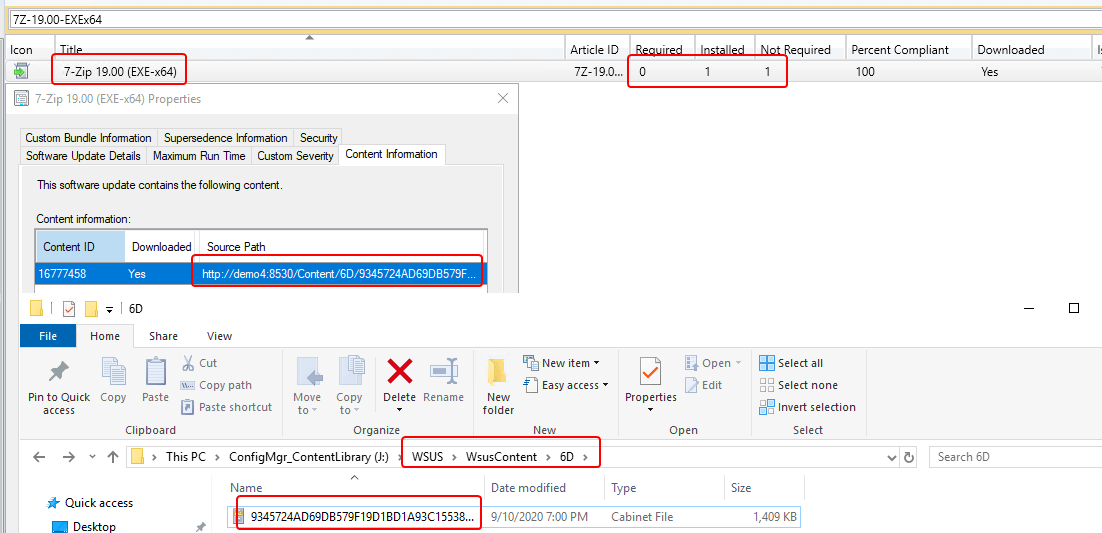 7Z-19.00-EXEx64
Icon Title Article ID Required Installed Not Required Percent Compliant Downloaded Is
7-Zip 19.00 (EXE-x64) 7Z-19.0... 0 1 1 100 Yes
7-Zip 19.00 (EXE-x64) Properties
Custom Bundle Information Supersedence Information Security
Software Update Details Maximum Run Time Custom Severity Content Information
This software update contains the following content.
Content information:
Content ID Downloaded Source Path
16777458 Yes http://demo4:8530/Content/6D/9345724AD69DB579F...
6D
File Home Share View
Pin to Quick access
Copy
Paste
Cut
Copy path
Paste shortcut
Clipboard
Move to
Copy to
Delete
Rename
Organize
New folder
New item
Easy access
New
Properties
Open
Edit
Open
Select all
Select none
Invert selection
Select
This PC ConfigMgr_ContentLibrary (J:) WSUS WsusContent 6D Search 6D
Name Date modified Type Size
Quick access
9345724AD69DB579F19D1BD1A93C15538... 9/10/2020 7:00 PM Cabinet File 1,409 KB
Desktop